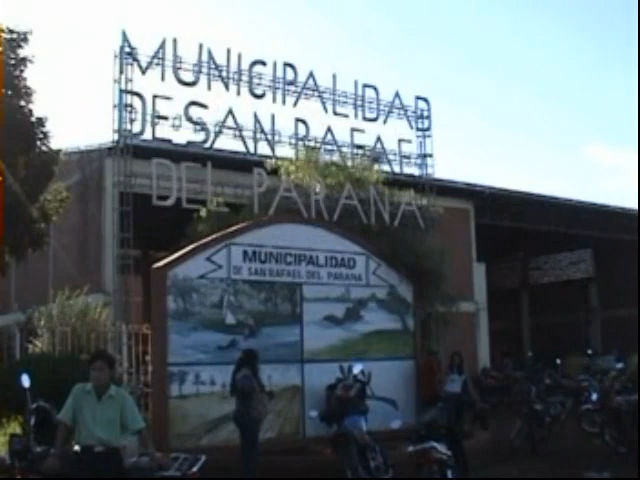 MUNICIPALIDAD
DE SAN RAFAEL
DEL PARANA
MUNICIPALIDAD
DE SAN RAFAEL DEL PARANA